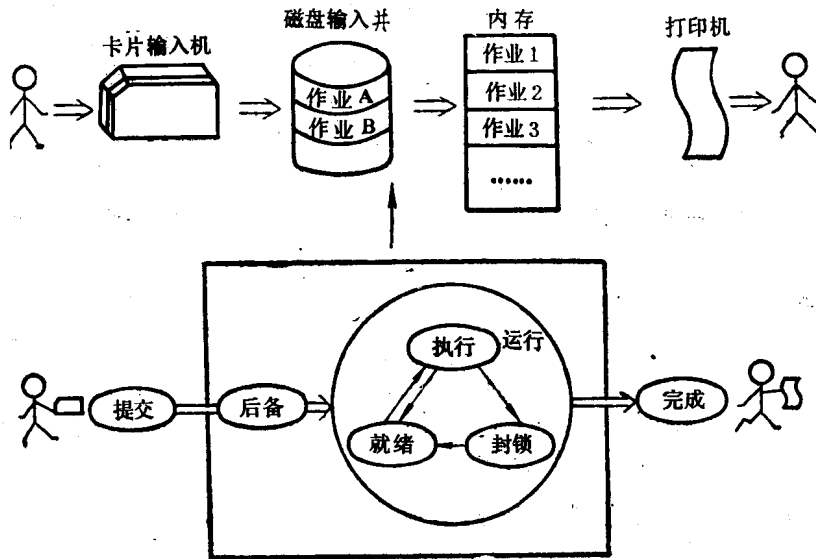 卡片输入机
磁盘输入井
内存
打印机
作业1
作业2
作业3
……
作业A
作业B
执行
运行
提交
后备
就绪
封锁
完成